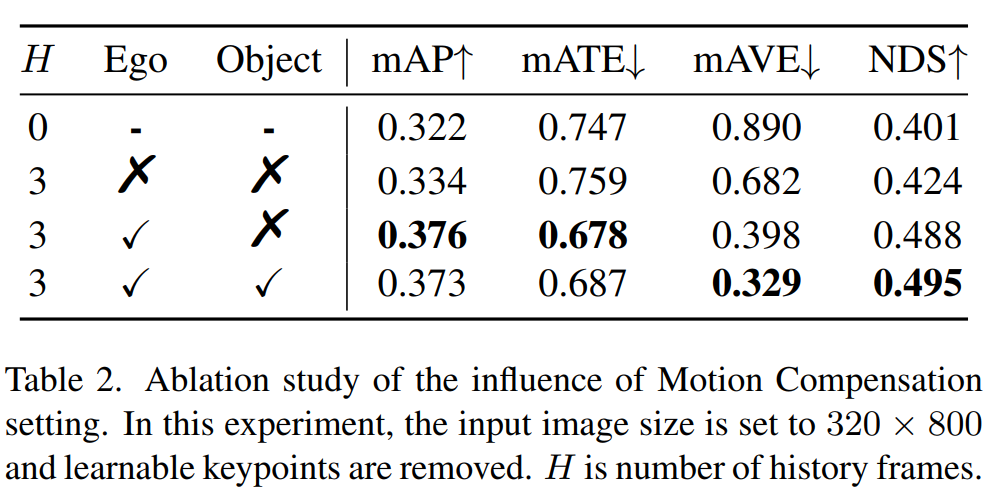 H Ego Object mAP↑ mATE↓ mAVE↓ NDS↑
0 - - 0.322 0.747 0.890 0.401
3 ✗ ✗ 0.334 0.759 0.682 0.424
3 ✓ ✗ 0.376 0.678 0.398 0.488
3 ✓ ✓ 0.373 0.687 0.329 0.495
Table 2. Ablation study of the influence of Motion Compensation
setting. In this experiment, the input image size is set to 320 × 800
and learnable keypoints are removed. H is number of history frames.